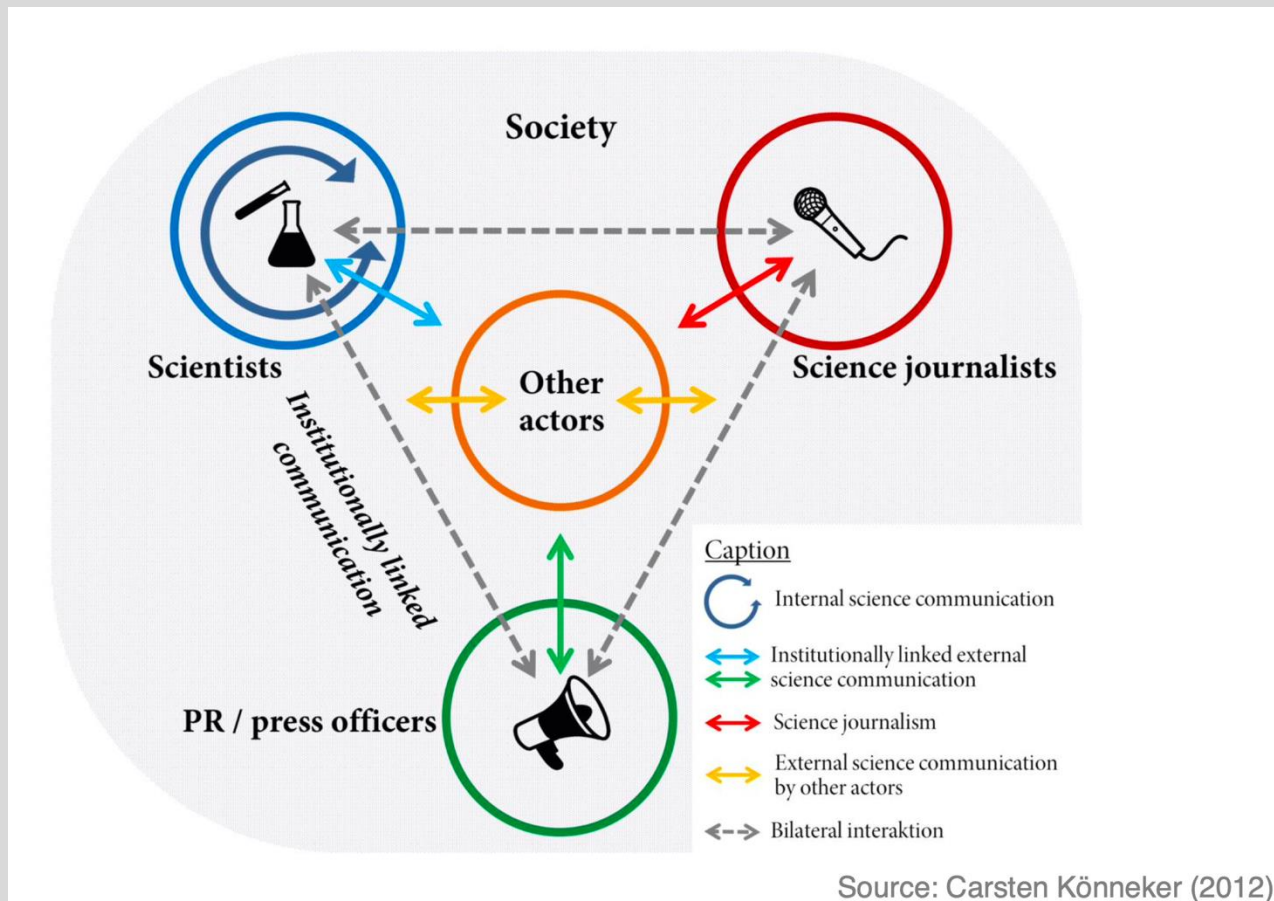 Society
Scientists
Science journalists
Other
actors
Institutionally linked
communication
PR / press officers
Caption
Internal science communication
Institutionally linked external
science communication
Science journalism
External science communication
by other actors
Bilateral interaktion
Source: Carsten Könneker (2012)